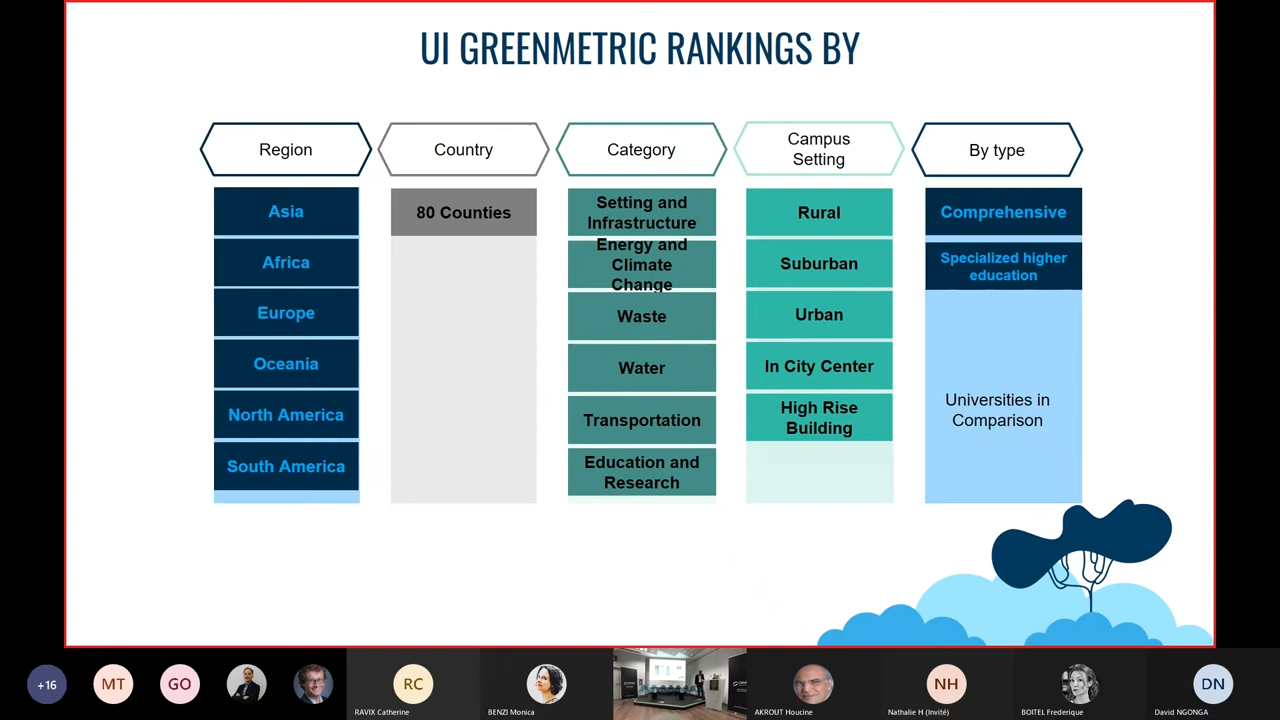 UI GREENMETRIC RANKINGS BY
Region
Country
Category
Campus
Setting
By type
Asia
Africa
Europe
Oceania
North America
South America
80 Counties
Setting and
Infrastructure
Energy and
Climate
Change
Waste
Water
Transportation
Education and
Research
Rural
Suburban
Urban
In City Center
High Rise
Building
Comprehensive
Specialized higher
education
Universities in
Comparison
+16
MT
GO
RC
RAVIX Catherine
BENZI Monica
AKROUT Houcine
NH
Nathalie H (Invité)
BOITEL Frederique
DN
David NGONGA